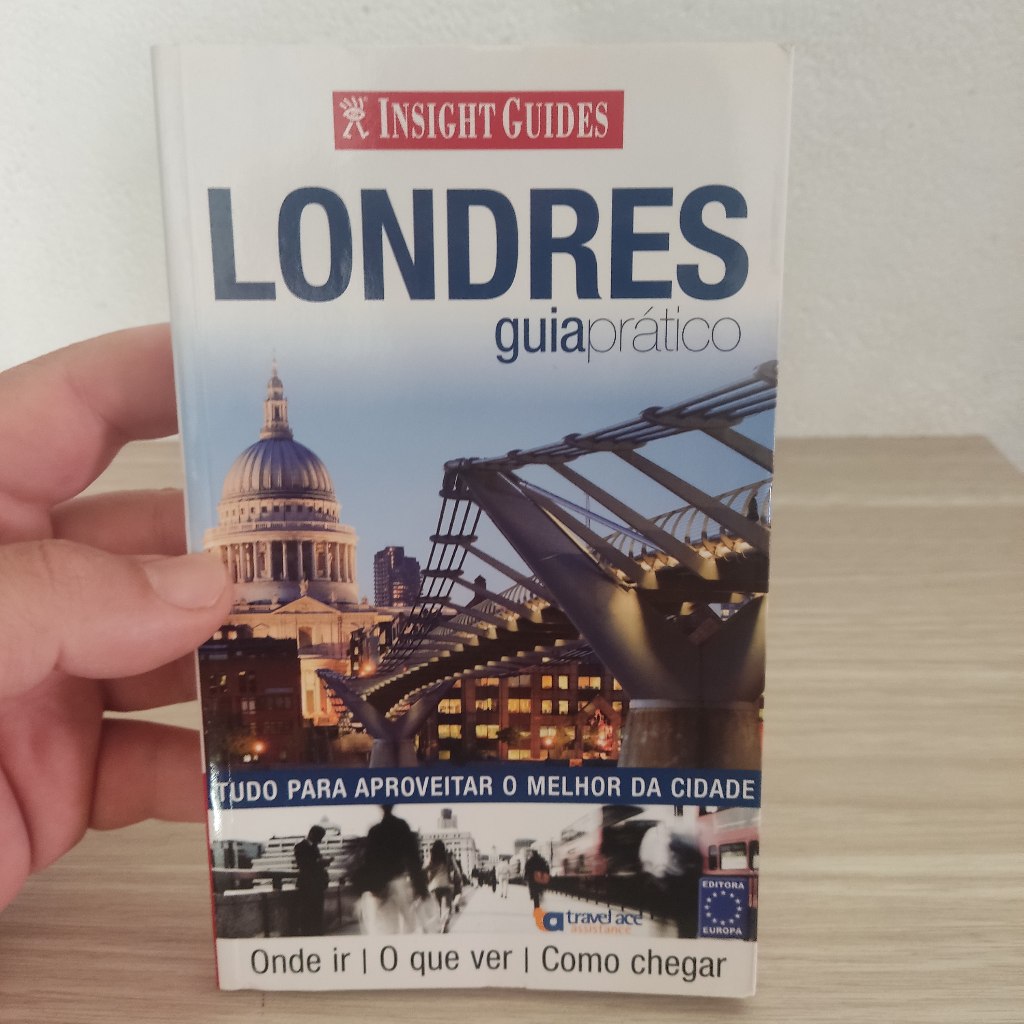 INSIGHT GUIDES
LONDRES
guiaprático
TUDO PARA APROVEITAR O MELHOR DA CIDADE
EDITORA
EUROPA
travel ace
assistance
Onde ir | O que ver | Como chegar